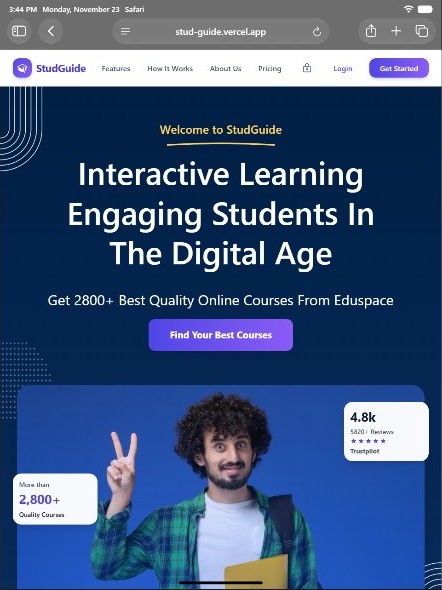 3:44 PM Monday, November 23 Safari
stud-guide.vercel.app
StudGuide Features How It Works About Us Pricing Login Get Started
Welcome to StudGuide
Interactive Learning
Engaging Students In
The Digital Age
Get 2800+ Best Quality Online Courses From Eduspace
Find Your Best Courses
4.8k
5820+ Reviews
Trustpilot
More than
2,800+
Quality Courses